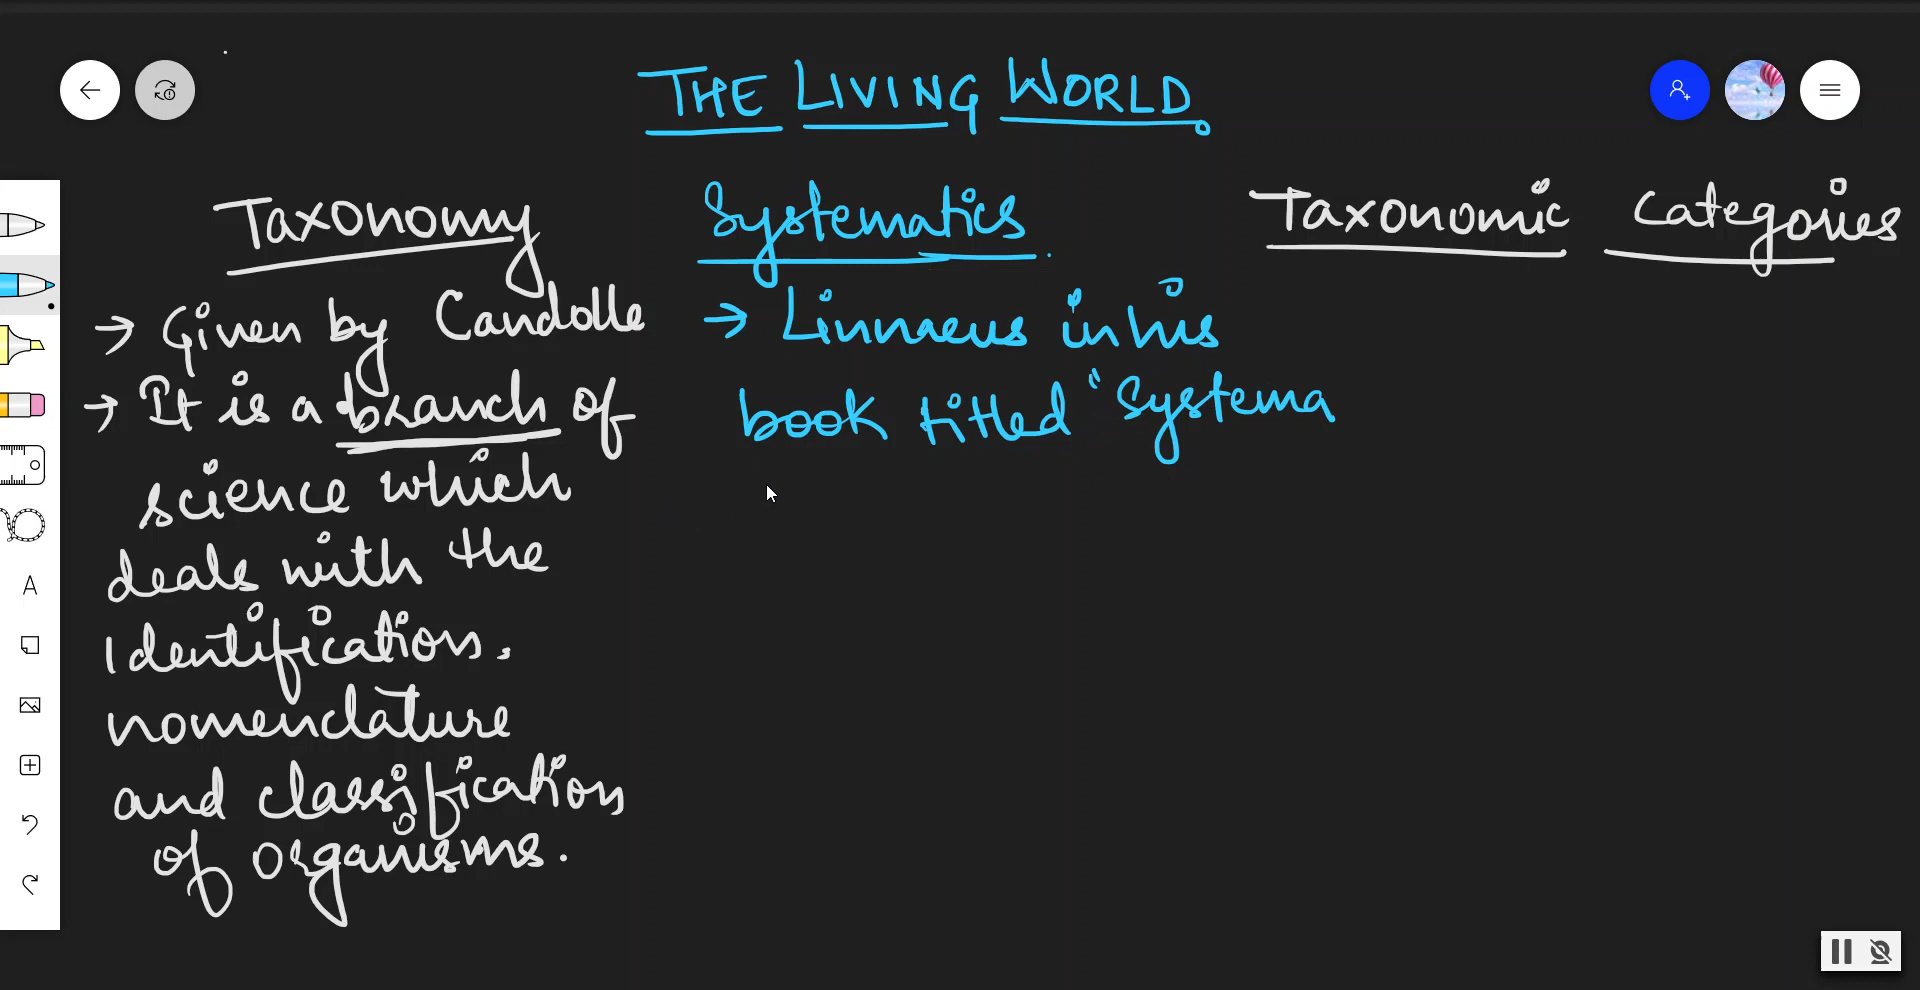 THE LIVING WORLD
Taxonomy
→ Given by Candolle
→ It is a branch of
science which
deals with the
Identification,
nomenclature
and classification
of organisms.
Systematics
→ Linnaeus in his
book titled "Systema
Taxonomic Categories
A